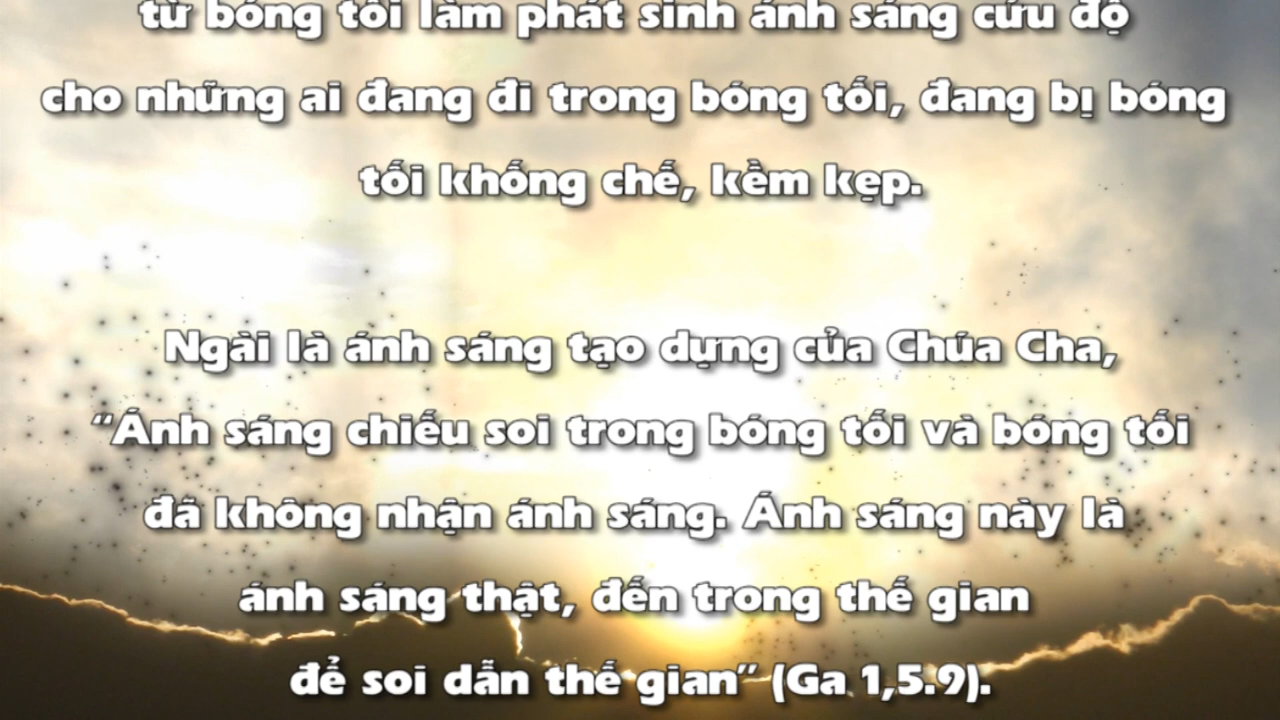 từ bóng tối làm phát sinh ánh sáng cứu độ
cho những ai đang đi trong bóng tối, đang bị bóng
tối khống chế, kềm kẹp.
Ngài là ánh sáng tạo dựng của Chúa Cha,
“Ánh sáng chiếu soi trong bóng tối và bóng tối
đã không nhận ánh sáng. Ánh sáng này là
ánh sáng thật, đến trong thế gian
để soi dẫn thế gian” (Ga 1,5.9).